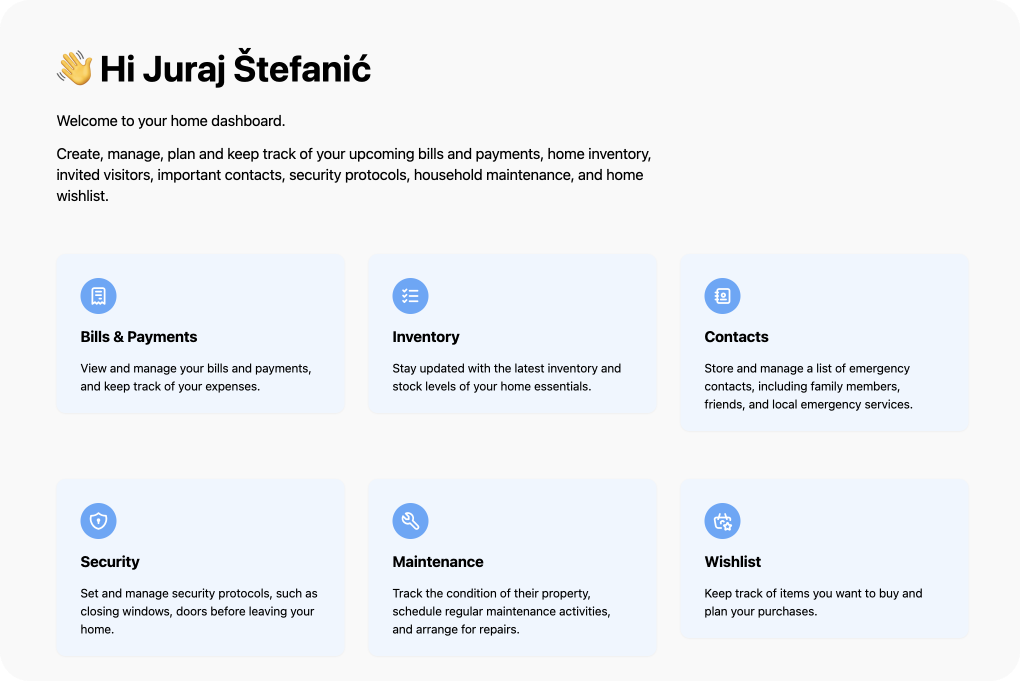 👋 Hi Juraj Štefanić
Welcome to your home dashboard.
Create, manage, plan and keep track of your upcoming bills and payments, home inventory,
invited visitors, important contacts, security protocols, household maintenance, and home
wishlist.
Bills & Payments
View and manage your bills and payments,
and keep track of your expenses.
Inventory
Stay updated with the latest inventory and
stock levels of your home essentials.
Contacts
Store and manage a list of emergency
contacts, including family members,
friends, and local emergency services.
Security
Set and manage security protocols, such as
closing windows, doors before leaving your
home.
Maintenance
Track the condition of their property,
schedule regular maintenance activities,
and arrange for repairs.
Wishlist
Keep track of items you want to buy and
plan your purchases.